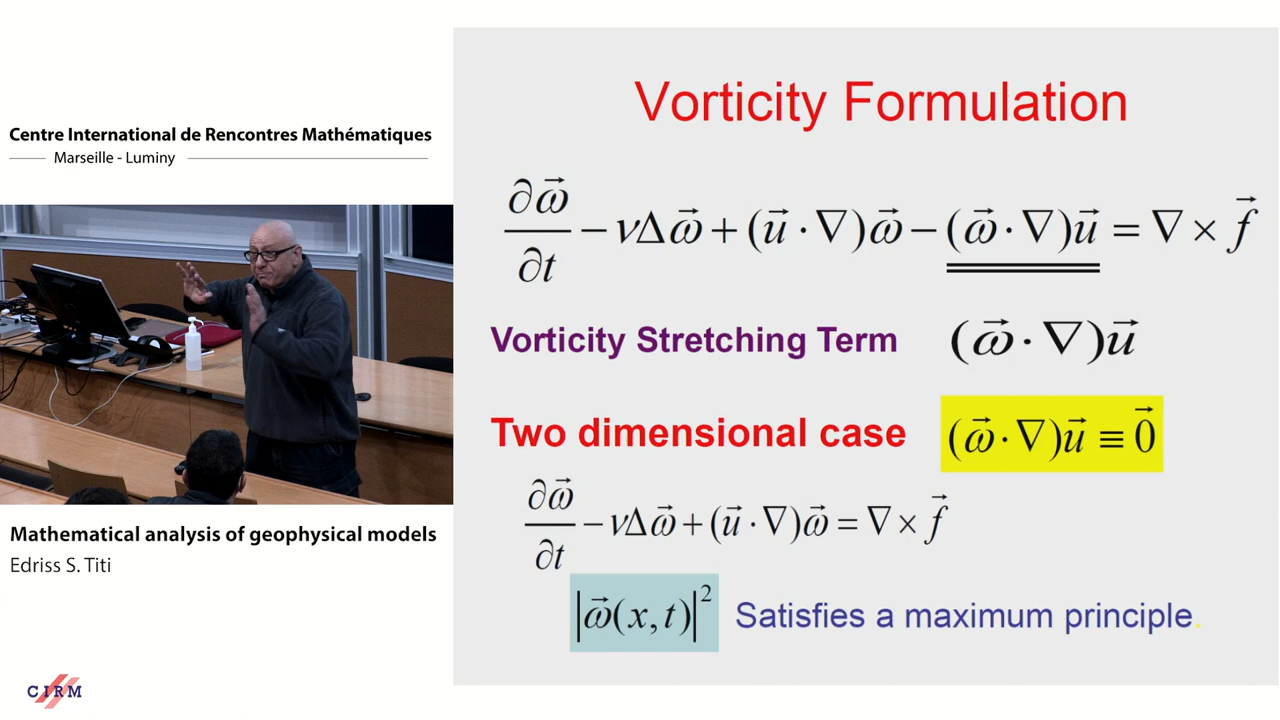 Centre International de Rencontres Mathématiques
Marseille - Luminy
Mathematical analysis of geophysical models
Edriss S. Titi
CIRM
Vorticity Formulation
∂ω⃗/∂t − νΔω⃗ + (u⃗ · ∇)ω⃗ − (ω⃗ · ∇)u⃗ = ∇ × f⃗
Vorticity Stretching Term (ω⃗ · ∇)u⃗
Two dimensional case (ω⃗ · ∇)u⃗ ≡ 0⃗
∂ω⃗/∂t − νΔω⃗ + (u⃗ · ∇)ω⃗ = ∇ × f⃗
|ω⃗(x,t)|² Satisfies a maximum principle.